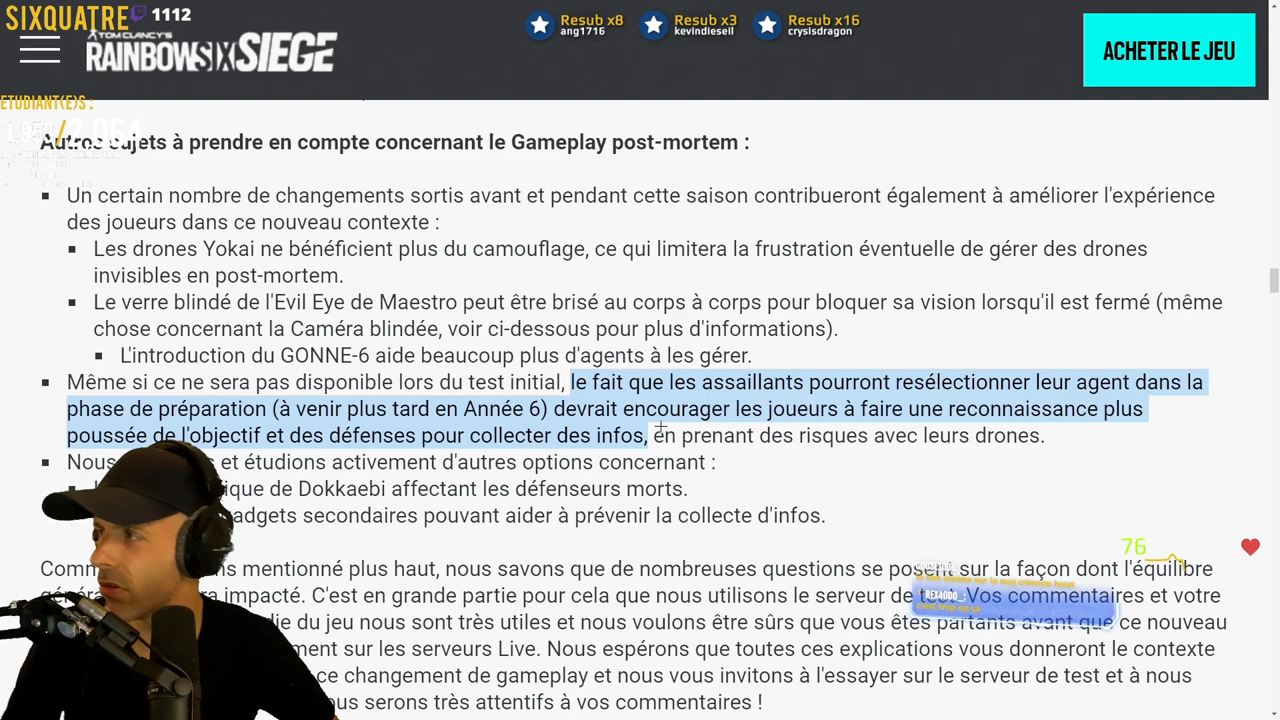 SIXQUATRE 1112
Resub x8
ang1716
Resub x3
kevindieseil
Resub x16
crysisdragon
TOM CLANCY'S
RAINBOW SIX SIEGE
ACHETER LE JEU
ETUDIANT(E)S :
/2,064
Autres sujets à prendre en compte concernant le Gameplay post-mortem :
Un certain nombre de changements sortis avant et pendant cette saison contribueront également à améliorer l'expérience
des joueurs dans ce nouveau contexte :
Les drones Yokai ne bénéficient plus du camouflage, ce qui limitera la frustration éventuelle de gérer des drones
invisibles en post-mortem.
Le verre blindé de l'Evil Eye de Maestro peut être brisé au corps à corps pour bloquer sa vision lorsqu'il est fermé (même
chose concernant la Caméra blindée, voir ci-dessous pour plus d'informations).
L'introduction du GONNE-6 aide beaucoup plus d'agents à les gérer.
Même si ce ne sera pas disponible lors du test initial, le fait que les assaillants pourront resélectionner leur agent dans la
phase de préparation (à venir plus tard en Année 6) devrait encourager les joueurs à faire une reconnaissance plus
poussée de l'objectif et des défenses pour collecter des infos, en prenant des risques avec leurs drones.
Nous et étudions activement d'autres options concernant :
de Dokkaebi affectant les défenseurs morts.
gadgets secondaires pouvant aider à prévenir la collecte d'infos.
76
mentionné plus haut, nous savons que de nombreuses questions se posent sur la façon dont l'équilibre
impacté. C'est en grande partie pour cela que nous utilisons le serveur de Vos commentaires et votre
REX4000_:
c'est trop op ça
du jeu nous sont très utiles et nous voulons être sûrs que vous êtes partants avant que ce nouveau
sur les serveurs Live. Nous espérons que toutes ces explications vous donneront le contexte
ce changement de gameplay et nous vous invitons à l'essayer sur le serveur de test et à nous
serons très attentifs à vos commentaires !